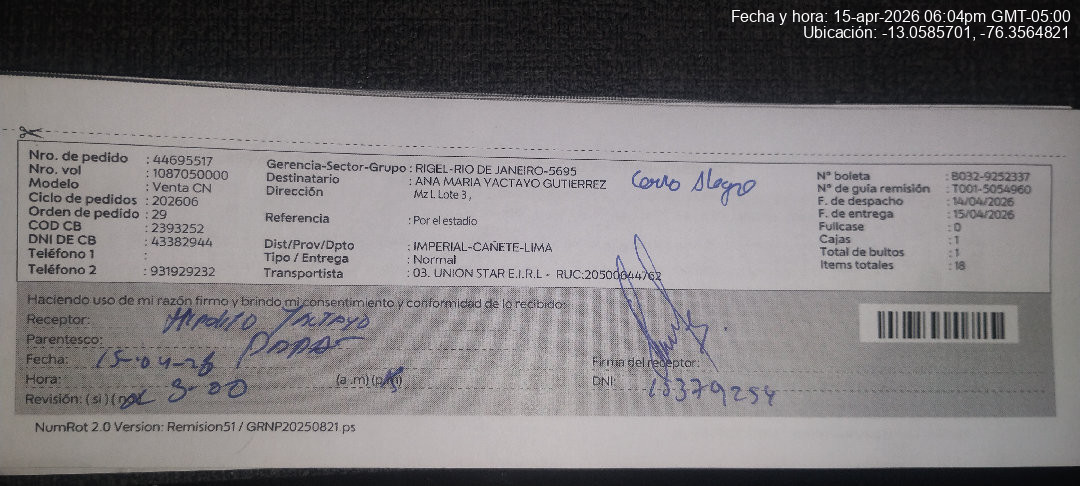 Fecha y hora: 15-apr-2026 06:04pm GMT-05:00
Ubicación: -13.0585701, -76.3564821
Nro. de pedido : 44695517
Nro. vol : 1087050000
Modelo : Venta CN
Ciclo de pedidos : 202606
Orden de pedido : 29
COD CB : 2393252
DNI DE CB : 43382944
Teléfono 1 :
Teléfono 2 : 931929232
Gerencia-Sector-Grupo : RIGEL-RIO DE JANEIRO-5695
Destinatario : ANA MARIA YACTAYO GUTIERREZ
Dirección Mz L Lote 3 ,
Cerro Alegre
Referencia : Por el estadio
Dist/Prov/Dpto : IMPERIAL-CAÑETE-LIMA
Tipo / Entrega : Normal
Transportista : 03. UNION STAR E.I.R.L - RUC:20500644762
N° boleta : B032-9252337
N° de guía remisión : T001-5054960
F. de despacho : 14/04/2026
F. de entrega : 15/04/2026
Fullcase : 0
Cajas : 1
Total de bultos : 1
Items totales : 18
Haciendo uso de mi razón firmo y brindo mi consentimiento y conformidad de lo recibido:
Receptor: YACTAYO
Parentesco: PAPA
Fecha: 15-04-26
Hora: 3-00 (a .m) (p.m)
Revisión: ( si ) ( no
Firma del receptor:
DNI: 15379254
NumRot 2.0 Version: Remision51 / GRNP20250821 ps